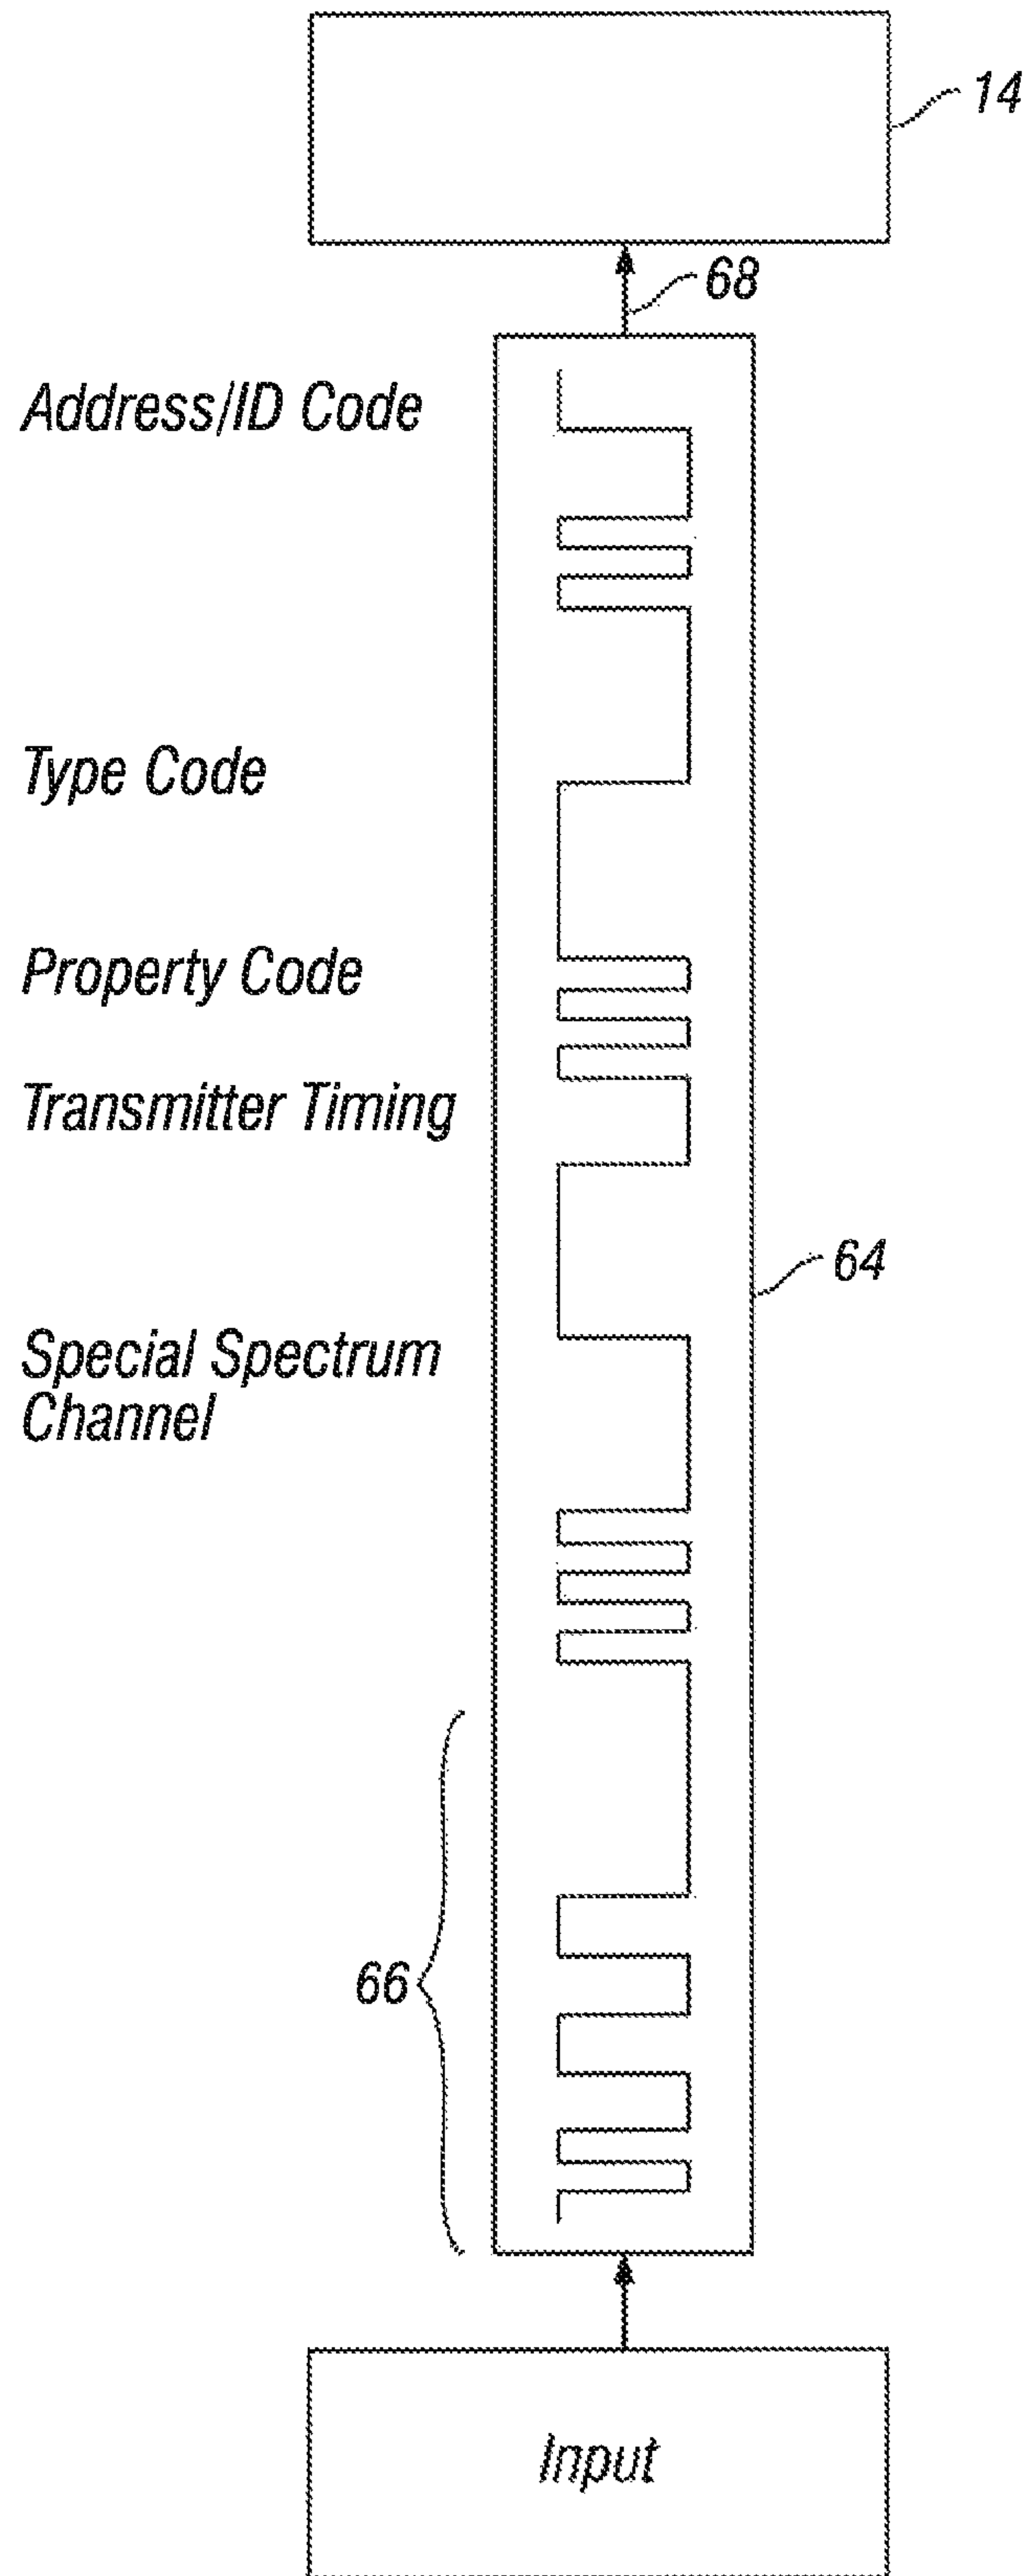 14
68
Address/ID Code
Type Code
Property Code
Transmitter Timing
64
Special Spectrum
Channel
66
Input